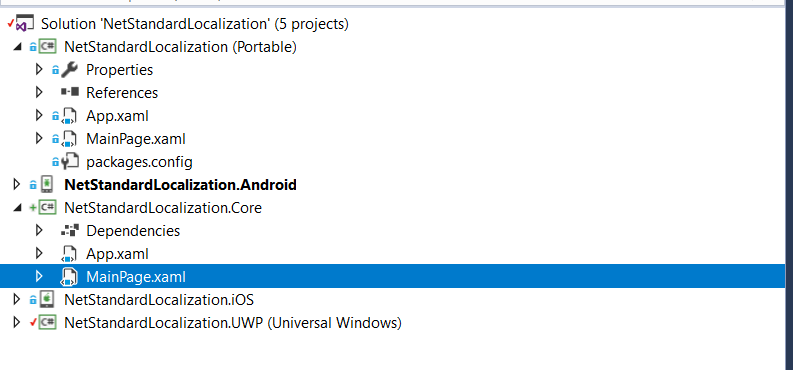 Solution 'NetStandardLocalization' (5 projects)
NetStandardLocalization (Portable)
Properties
References
App.xaml
MainPage.xaml
packages.config
NetStandardLocalization.Android
NetStandardLocalization.Core
Dependencies
App.xaml
MainPage.xaml
NetStandardLocalization.iOS
NetStandardLocalization.UWP (Universal Windows)